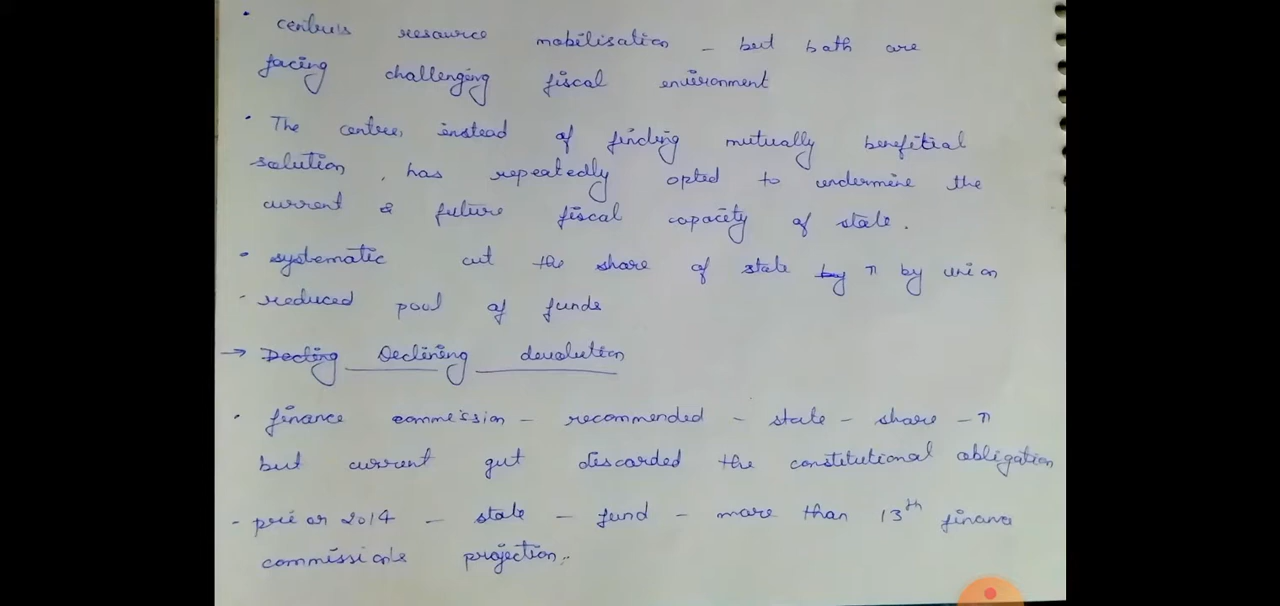 • centre's resource mobilisation – but both are
facing challenging fiscal environment
• The centre, instead of finding mutually benefitial
solution, has repeatedly opted to undermine the
current & future fiscal capacity of state.
• systematic cut the share of state by π by union
- reduced pool of funds
→ Decling Declining devolution
• finance commission – recommended – state – share – π
but current gvt discarded the constitutional obligation
- prior 2014 – state – fund – more than 13th finance
commission's projection.